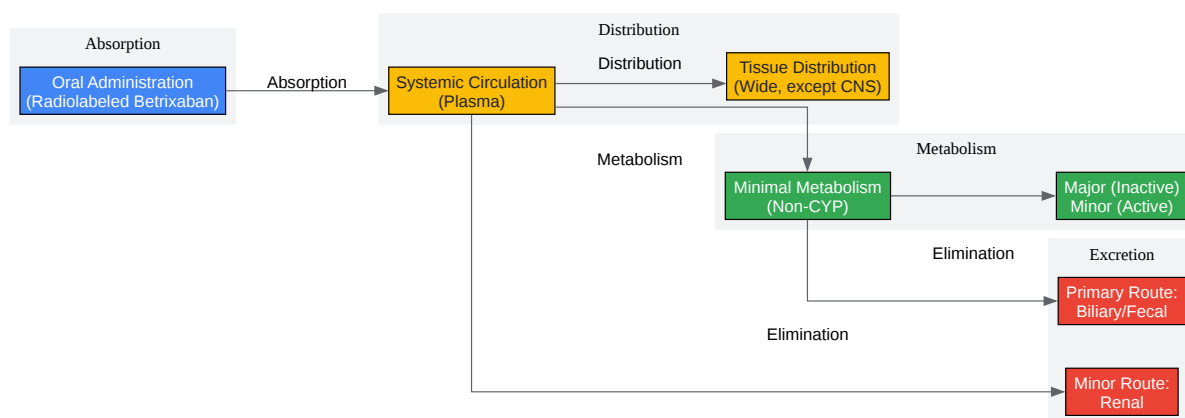 Absorption
Oral Administration
(Radiolabeled Betrixaban)
Absorption
Distribution
Systemic Circulation
(Plasma)
Distribution
Tissue Distribution
(Wide, except CNS)
Metabolism
Metabolism
Minimal Metabolism
(Non-CYP)
Major (Inactive)
Minor (Active)
Elimination
Excretion
Primary Route:
Biliary/Fecal
Elimination
Minor Route:
Renal